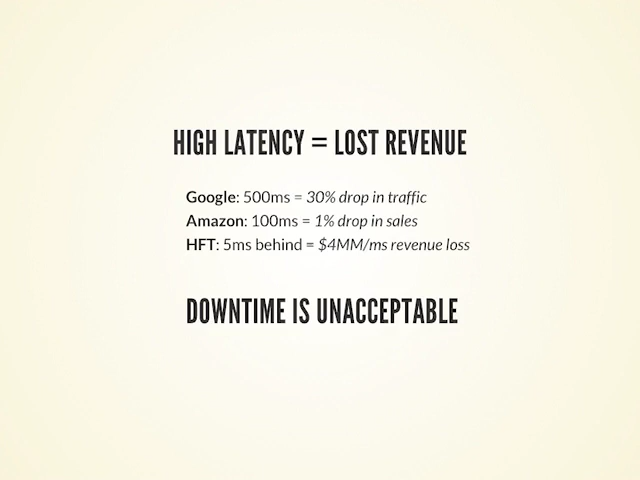 HIGH LATENCY = LOST REVENUE
Google: 500ms = 30% drop in traffic
Amazon: 100ms = 1% drop in sales
HFT: 5ms behind = $4MM/ms revenue loss
DOWNTIME IS UNACCEPTABLE